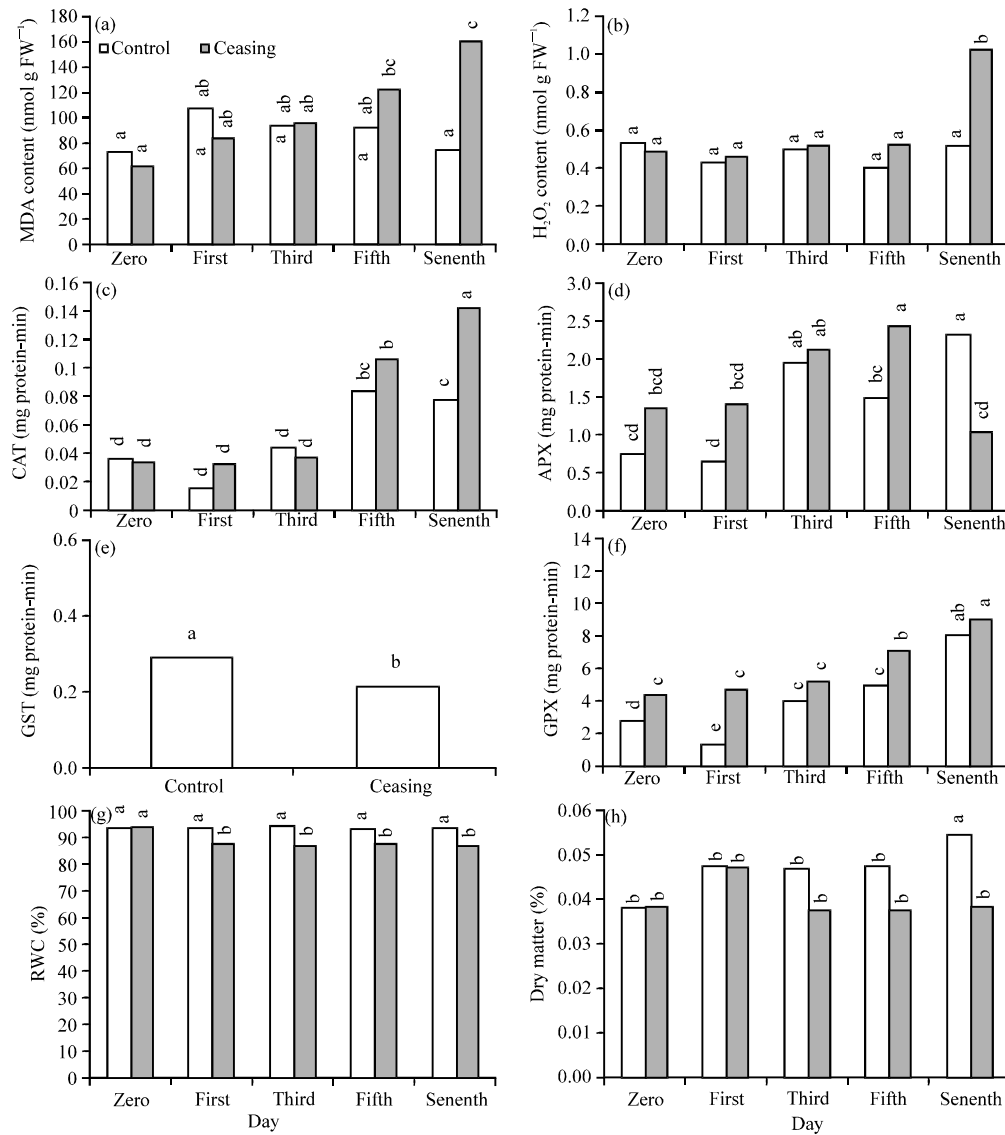 (a)
Control Ceasing
MDA content (nmol g FW⁻¹)
180
160
140
120
100
80
60
40
20
0
a a a ab ab a ab ab a ab bc a c
Zero First Third Fifth Senenth
(b)
H₂O₂ content (nmol g FW⁻¹)
1.2
1.0
0.8
0.6
0.4
0.2
0.0
a a a a a a a a a b
Zero First Third Fifth Senenth
(c)
CAT (mg protein-min)
0.16
0.14
0.12
0.1
0.08
0.06
0.04
0.02
0
d d d d d d bc b c a
Zero First Third Fifth Senenth
(d)
APX (mg protein-min)
3.0
2.5
2.0
1.5
1.0
0.5
0.0
cd bcd d bcd ab ab bc a a cd
Zero First Third Fifth Senenth
(e)
GST (mg protein-min)
0.6
0.4
0.2
0.0
a b
Control Ceasing
(f)
GPX (mg protein-min)
14
12
10
8
6
4
2
0
d c e c c c c b ab a
Zero First Third Fifth Senenth
(g)
RWC (%)
100
90
80
70
60
50
40
30
20
10
0
a a a b a b a b a b
Zero First Third Fifth Senenth
Day
(h)
Dry matter (%)
0.06
0.05
0.04
0.03
0.02
0.01
0.00
b b b b b b b b a b
Zero First Third Fifth Senenth
Day